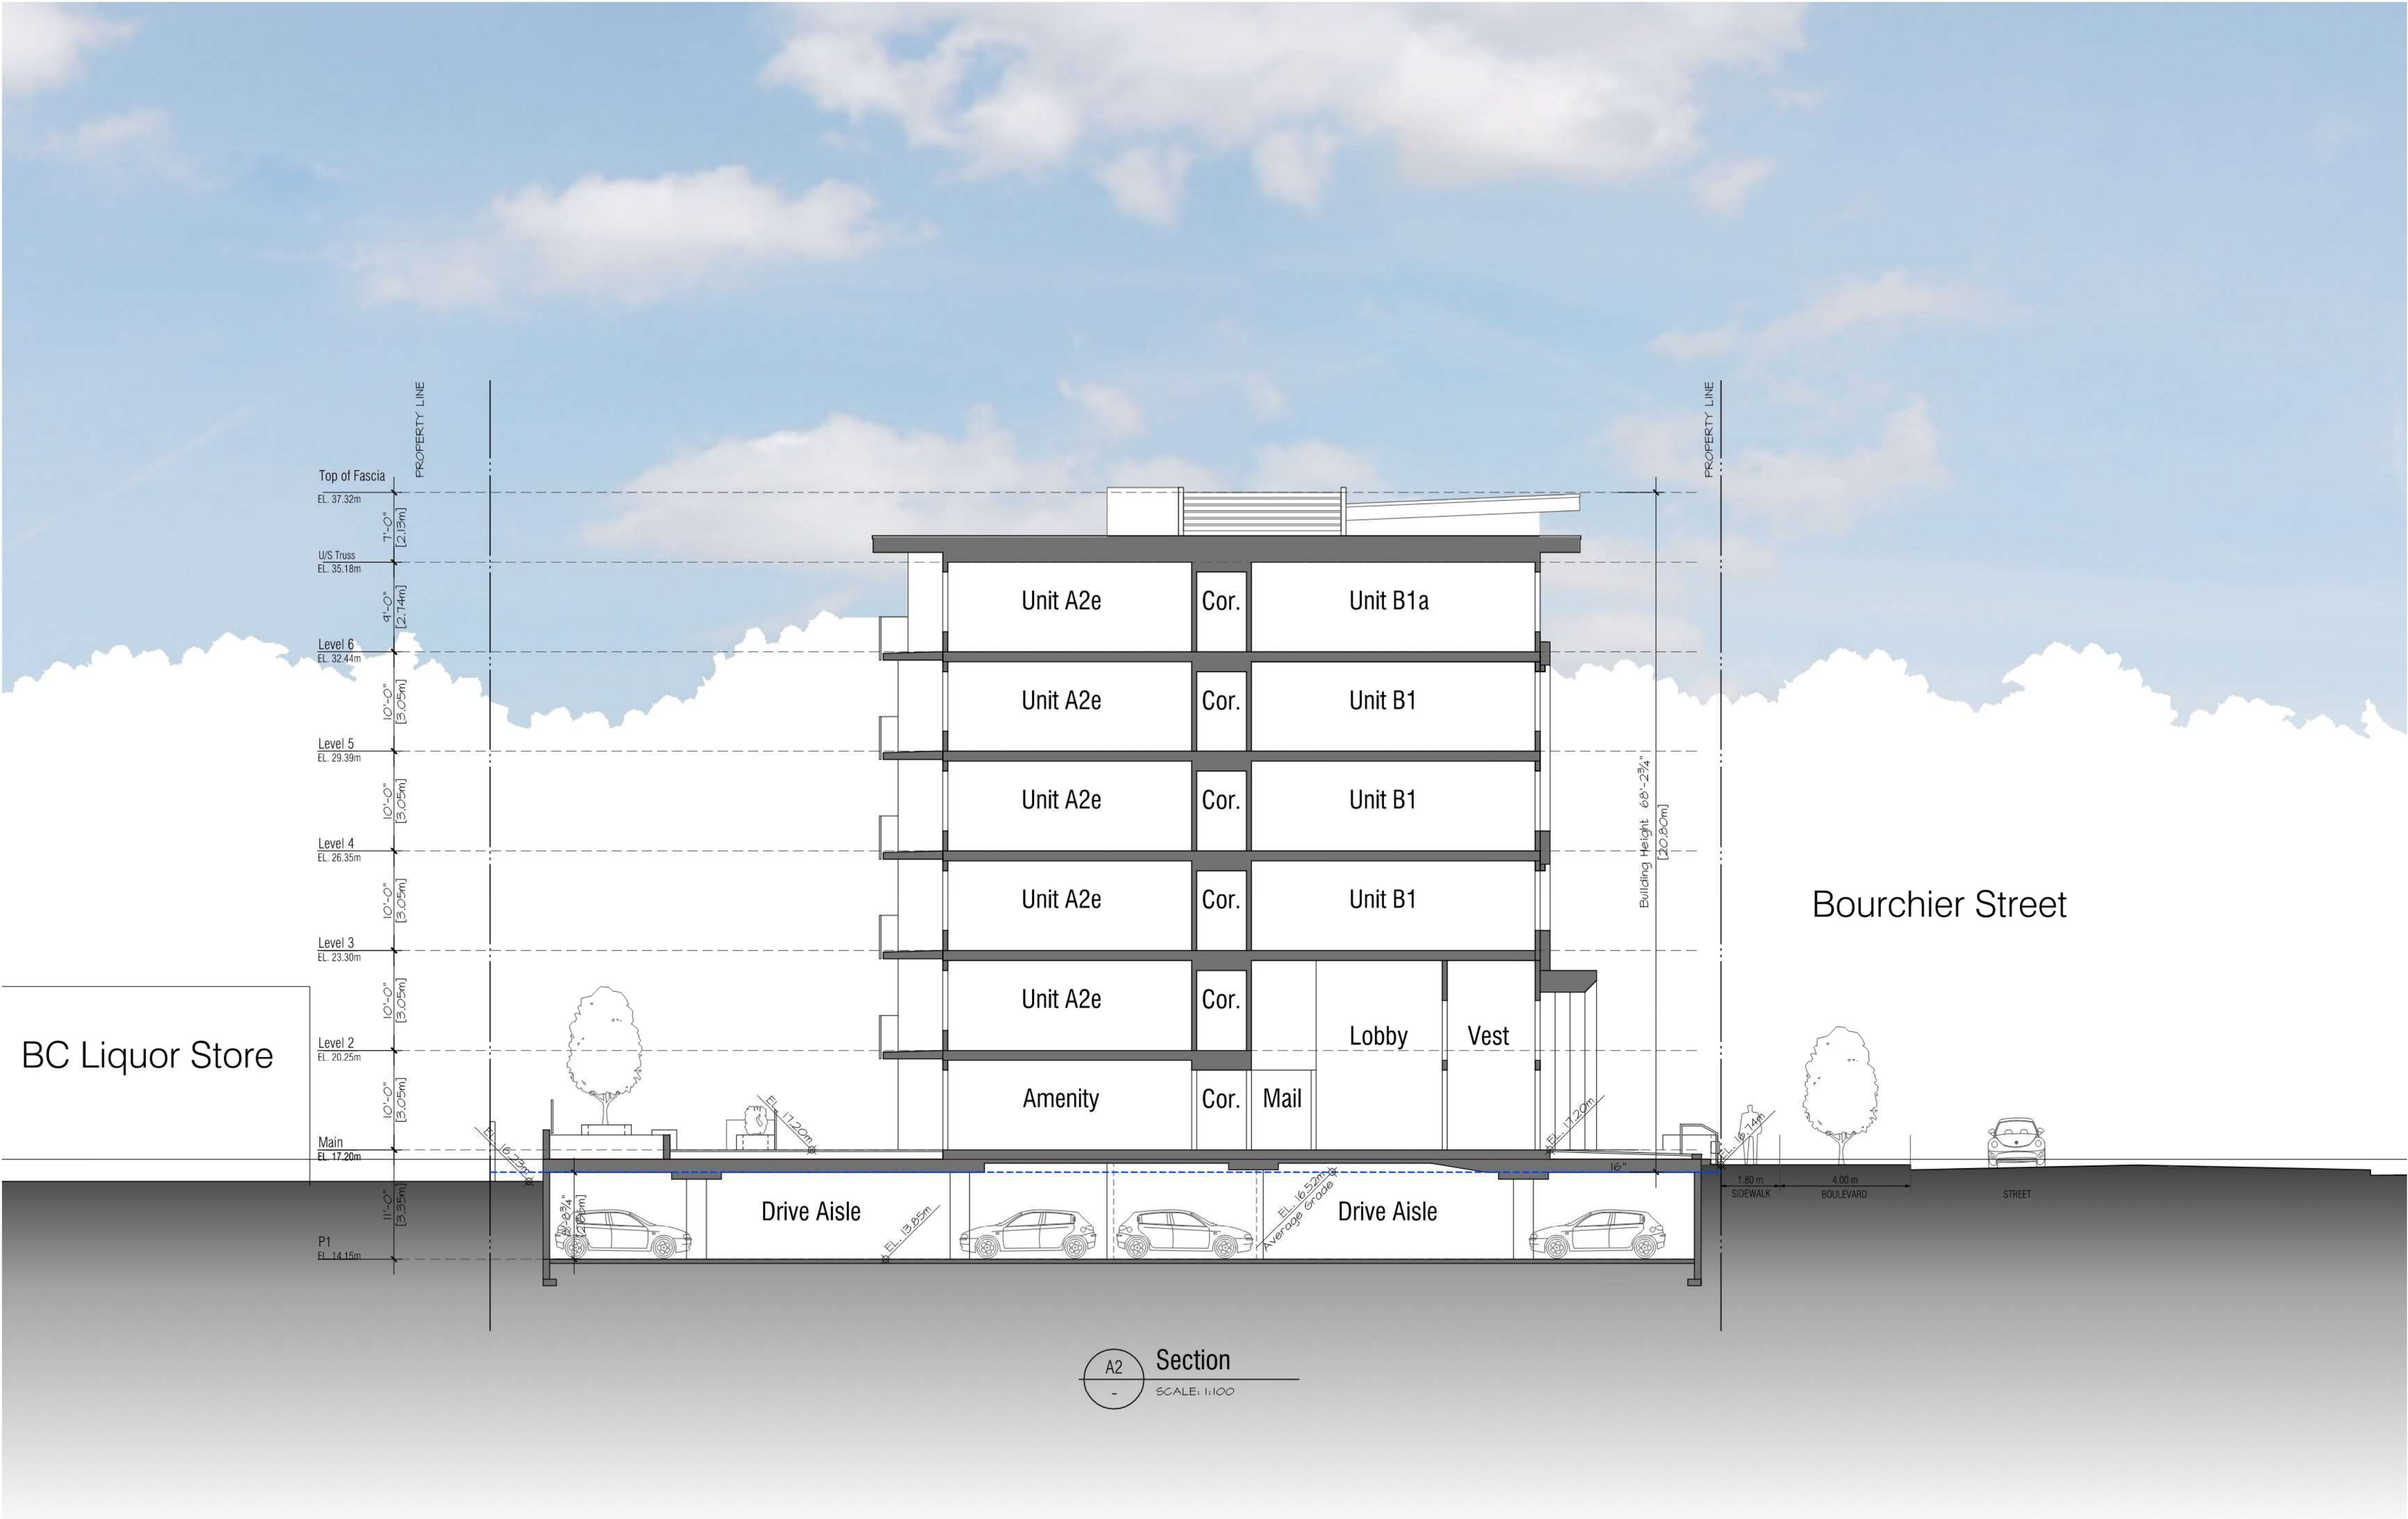 PROPERTY LINE
PROPERTY LINE
Top of Fascia
EL. 37.32m
7'-0"
[2.13m]
U/S Truss
EL. 35.18m
9'-0"
[2.74m]
Unit A2e
Cor.
Unit B1a
Level 6
EL. 32.44m
10'-0"
[3.05m]
Unit A2e
Cor.
Unit B1
Level 5
EL. 29.39m
10'-0"
[3.05m]
Unit A2e
Cor.
Unit B1
Building Height 68'-2¾"
[20.80m]
Level 4
EL. 26.35m
10'-0"
[3.05m]
Unit A2e
Cor.
Unit B1
Bourchier Street
Level 3
EL. 23.30m
10'-0"
[3.05m]
Unit A2e
Cor.
Lobby
Vest
BC Liquor Store
Level 2
EL. 20.25m
10'-0"
[3.05m]
Amenity
Cor.
Mail
EL. 16.23m
EL. 17.20m
EL. 17.20m
EL. 16.74m
Main
EL. 17.20m
16"
1.80 m
SIDEWALK
4.00 m
BOULEVARD
STREET
11'-0"
[3.35m]
Drive Aisle
EL. 13.85m
EL. 16.52m
Average Grade
Drive Aisle
P1
EL. 14.15m
A2
-
Section
SCALE: 1:100